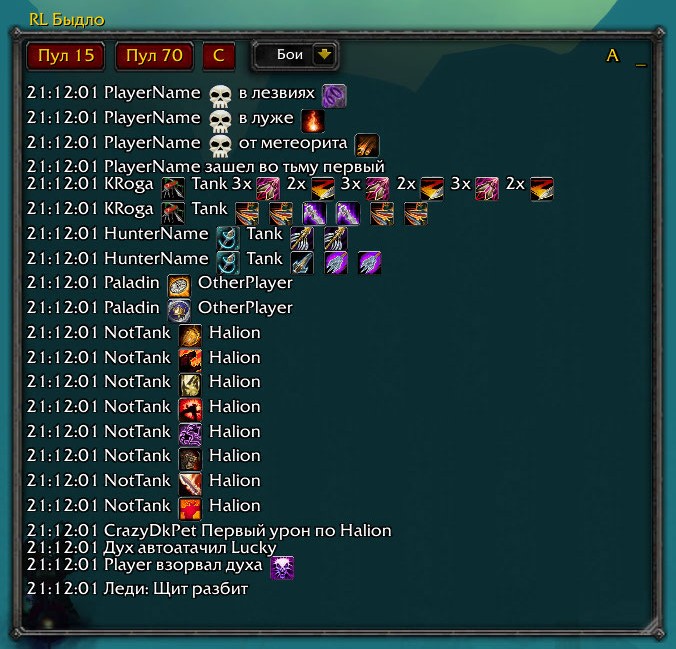 RL Быдло
Пул 15 Пул 70 С Бои A _
21:12:01 PlayerName в лезвиях
21:12:01 PlayerName в луже
21:12:01 PlayerName от метеорита
21:12:01 PlayerName зашел во тьму первый
21:12:01 KRoga Tank 3x 2x 3x 2x 3x 2x
21:12:01 KRoga Tank
21:12:01 HunterName Tank
21:12:01 HunterName Tank
21:12:01 Paladin OtherPlayer
21:12:01 Paladin OtherPlayer
21:12:01 NotTank Halion
21:12:01 NotTank Halion
21:12:01 NotTank Halion
21:12:01 NotTank Halion
21:12:01 NotTank Halion
21:12:01 NotTank Halion
21:12:01 NotTank Halion
21:12:01 NotTank Halion
21:12:01 CrazyDkPet Первый урон по Halion
21:12:01 Дух автоатачил Lucky
21:12:01 Player взорвал духа
21:12:01 Леди: Щит разбит